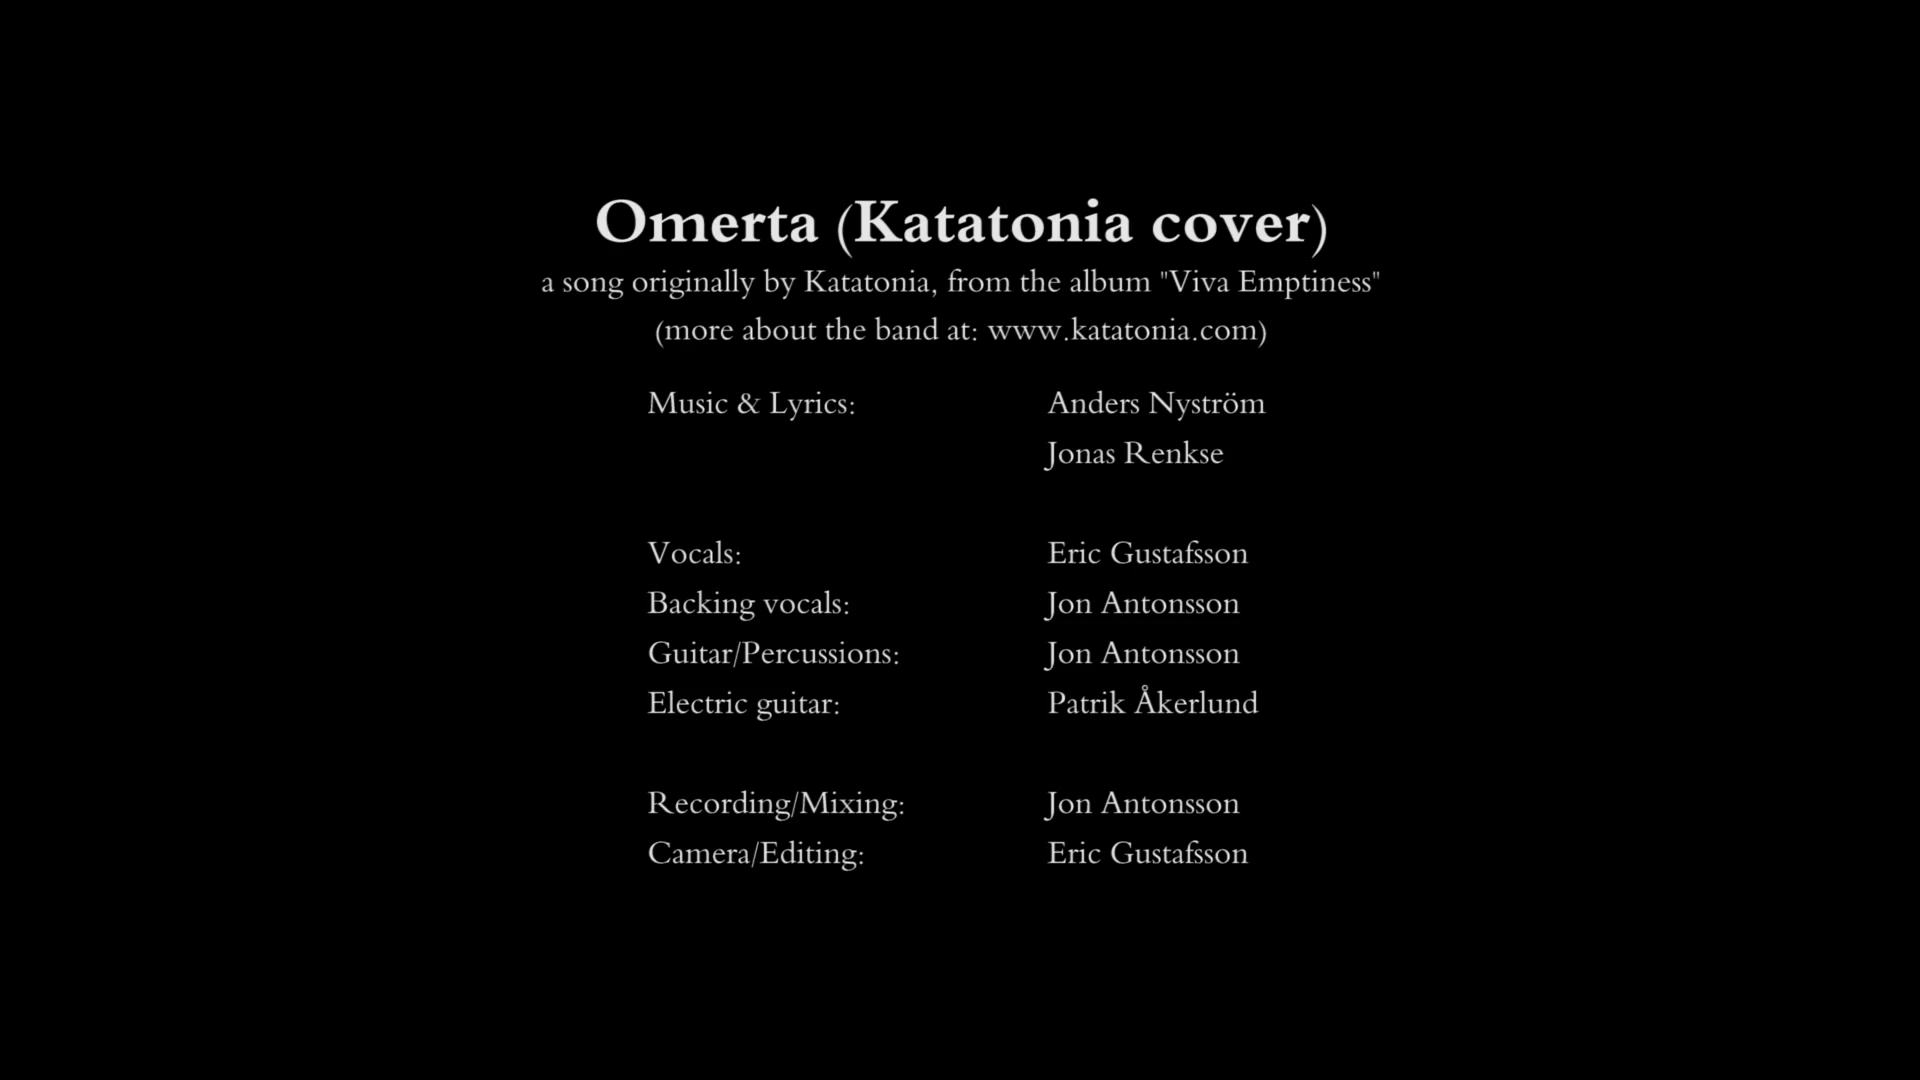 Omerta (Katatonia cover)
a song originally by Katatonia, from the album "Viva Emptiness"
(more about the band at: www.katatonia.com)
Music & Lyrics: Anders Nyström
Jonas Renkse
Vocals: Eric Gustafsson
Backing vocals: Jon Antonsson
Guitar/Percussions: Jon Antonsson
Electric guitar: Patrik Åkerlund
Recording/Mixing: Jon Antonsson
Camera/Editing: Eric Gustafsson